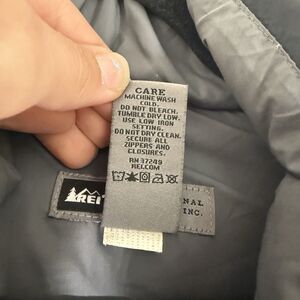 CARE
MACHINE WASH
COLD.
DO NOT BLEACH.
TUMBLE DRY LOW.
USE LOW IRON
SETTING.
DO NOT DRY CLEAN.
SECURE ALL
ZIPPERS AND
CLOSURES.
RN 37249
REI.COM
REI
NAL
INC.